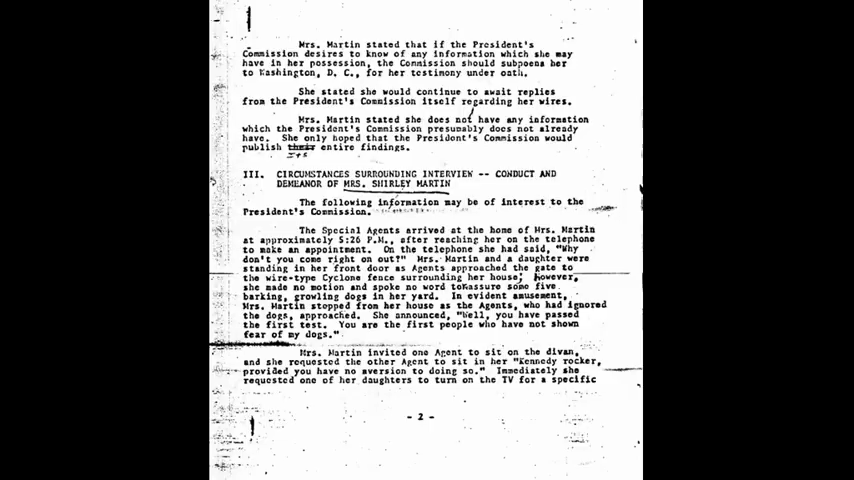 Mrs. Martin stated that if the President's
Commission desires to know of any information which she may
have in her possession, the Commission should subpoena her
to Washington, D. C., for her testimony under oath.
She stated she would continue to await replies
from the President's Commission itself regarding her wires.
Mrs. Martin stated she does not have any information
which the President's Commission presumably does not already
have. She only hoped that the President's Commission would
publish their entire findings.
Its
III. CIRCUMSTANCES SURROUNDING INTERVIEW -- CONDUCT AND
DEMEANOR OF MRS. SHIRLEY MARTIN
The following information may be of interest to the
President's Commission.
The Special Agents arrived at the home of Mrs. Martin
at approximately 5:26 P.M., after reaching her on the telephone
to make an appointment. On the telephone she had said, "Why
don't you come right on out?" Mrs. Martin and a daughter were
standing in her front door as Agents approached the gate to
the wire-type Cyclone fence surrounding her house; however,
she made no motion and spoke no word to assure some five
barking, growling dogs in her yard. In evident amusement,
Mrs. Martin stepped from her house as the Agents, who had ignored
the dogs, approached. She announced, "Well, you have passed
the first test. You are the first people who have not shown
fear of my dogs."
Mrs. Martin invited one Agent to sit on the divan,
and she requested the other Agent to sit in her "Kennedy rocker,
provided you have no aversion to doing so." Immediately she
requested one of her daughters to turn on the TV for a specific
- 2 -